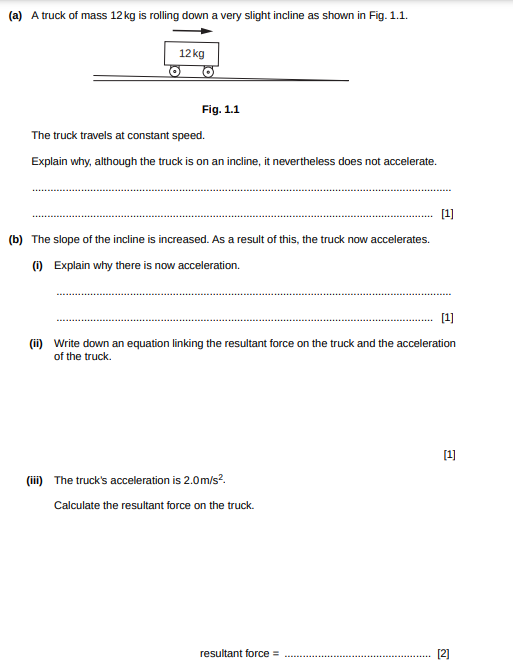 (a) A truck of mass 12 kg is rolling down a very slight incline as shown in Fig. 1.1.
12 kg
Fig. 1.1
The truck travels at constant speed.
Explain why, although the truck is on an incline, it nevertheless does not accelerate.
..........................................................................................................................................
..................................................................................................................................... [1]
(b) The slope of the incline is increased. As a result of this, the truck now accelerates.
(i) Explain why there is now acceleration.
..................................................................................................................................
............................................................................................................................. [1]
(ii) Write down an equation linking the resultant force on the truck and the acceleration
of the truck.
[1]
(iii) The truck's acceleration is 2.0 m/s².
Calculate the resultant force on the truck.
resultant force = ................................................ [2]